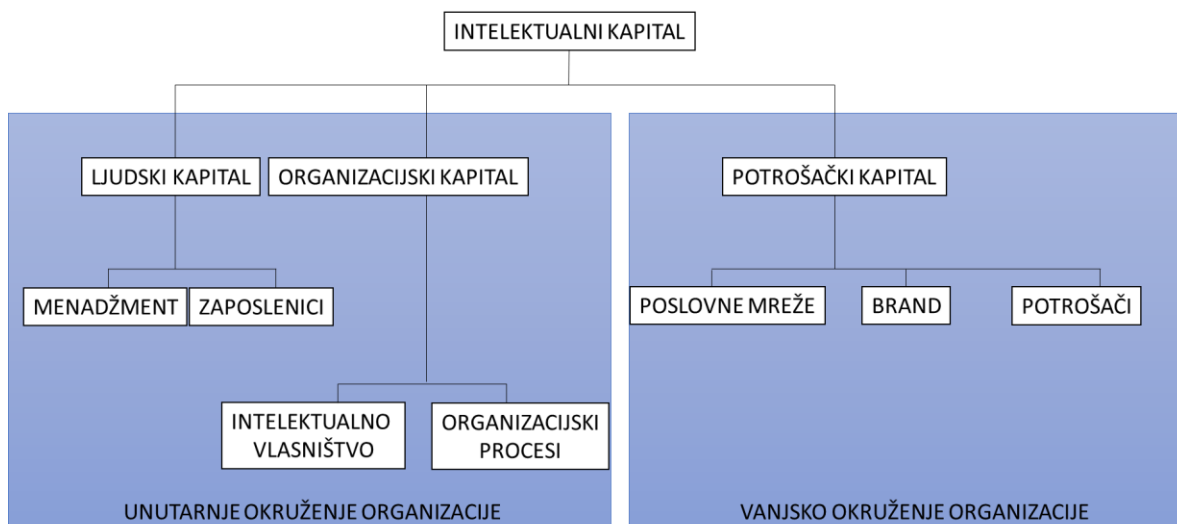 INTELEKTUALNI KAPITAL
LJUDSKI KAPITAL
ORGANIZACIJSKI KAPITAL
POTROŠAČKI KAPITAL
MENADŽMENT
ZAPOSLENICI
POSLOVNE MREŽE
BRAND
POTROŠAČI
INTELEKTUALNO
VLASNIŠTVO
ORGANIZACIJSKI
PROCESI
UNUTARNJE OKRUŽENJE ORGANIZACIJE
VANJSKO OKRUŽENJE ORGANIZACIJE